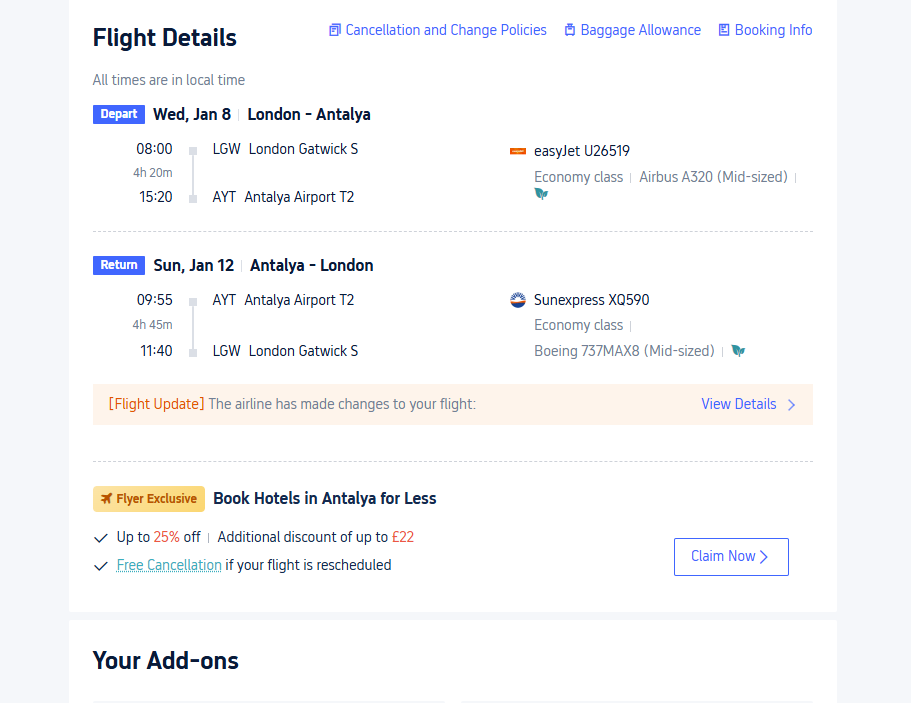 Flight Details
Cancellation and Change Policies Baggage Allowance Booking Info
All times are in local time
Depart Wed, Jan 8 London - Antalya
08:00 LGW London Gatwick S easyJet U26519
4h 20m Economy class Airbus A320 (Mid-sized)
15:20 AYT Antalya Airport T2
Return Sun, Jan 12 Antalya - London
09:55 AYT Antalya Airport T2 Sunexpress XQ590
4h 45m Economy class
11:40 LGW London Gatwick S Boeing 737MAX8 (Mid-sized)
[Flight Update] The airline has made changes to your flight: View Details
Flyer Exclusive Book Hotels in Antalya for Less
Up to 25% off Additional discount of up to £22
Claim Now
Free Cancellation if your flight is rescheduled
Your Add-ons